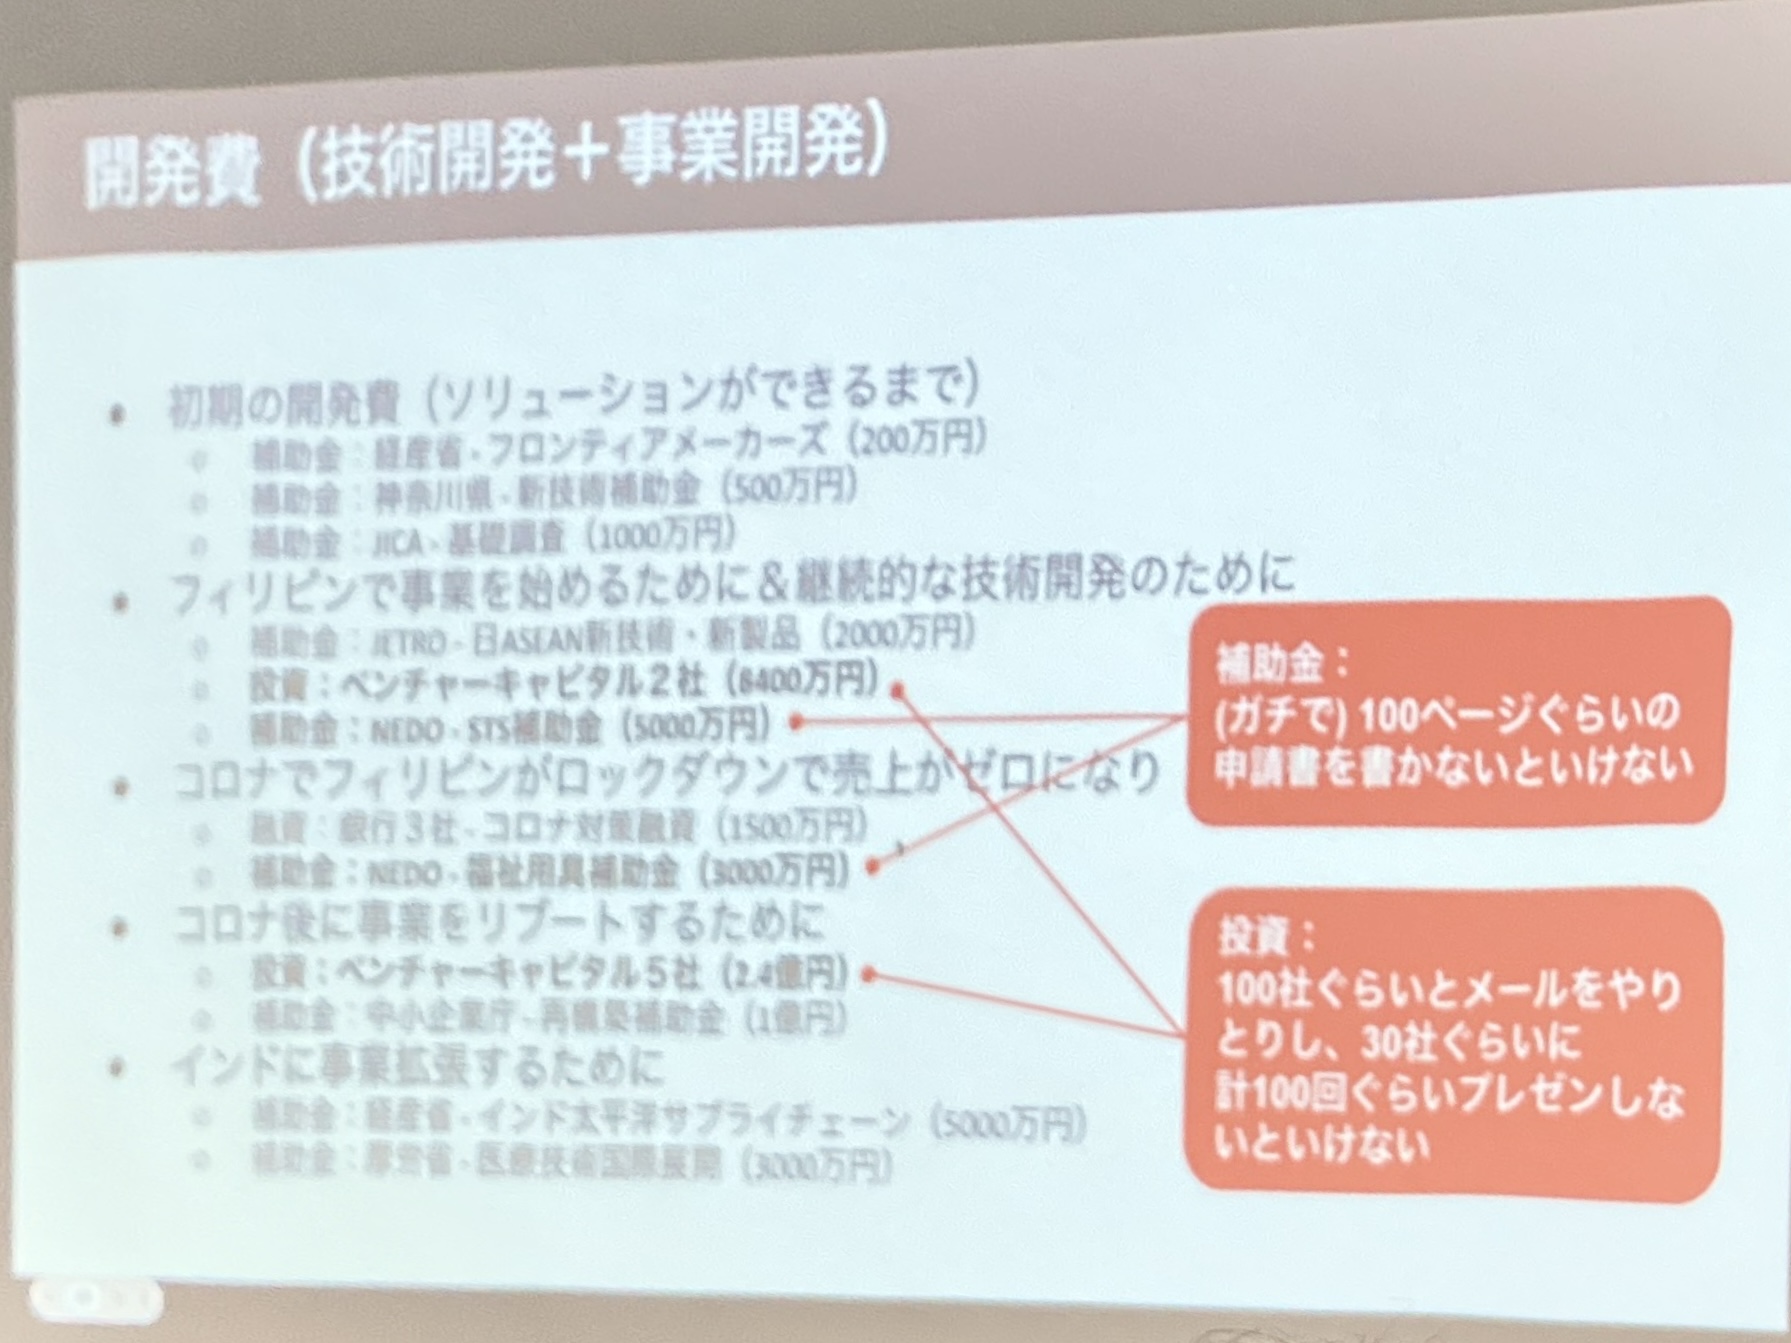 開発費（技術開発＋事業開発）
• 初期の開発費（ソリューションができるまで）
○ 補助金：経産省 - フロンティアメーカーズ（200万円）
○ 補助金：神奈川県 - 新技術補助金（500万円）
○ 補助金：JICA - 基礎調査（1000万円）
• フィリピンで事業を始めるために＆継続的な技術開発のために
○ 補助金：JETRO - 日ASEAN新技術・新製品（2000万円）
○ 投資：ベンチャーキャピタル２社（6400万円）
○ 補助金：NEDO - STS補助金（5000万円）
• コロナでフィリピンがロックダウンで売上がゼロになり
○ 融資：銀行３社 - コロナ対策融資（1500万円）
○ 補助金：NEDO - 福祉用具補助金（3000万円）
• コロナ後に事業をリブートするために
○ 投資：ベンチャーキャピタル５社（2.4億円）
○ 補助金：中小企業庁 - 再構築補助金（1億円）
• インドに事業拡張するために
○ 補助金：経産省 - インド太平洋サプライチェーン（5000万円）
○ 補助金：厚労省 - 医療技術国際展開（3000万円）
補助金：
(ガチで) 100ページぐらいの
申請書を書かないといけない
投資：
100社ぐらいとメールをやり
とりし、30社ぐらいに
計100回ぐらいプレゼンしな
いといけない